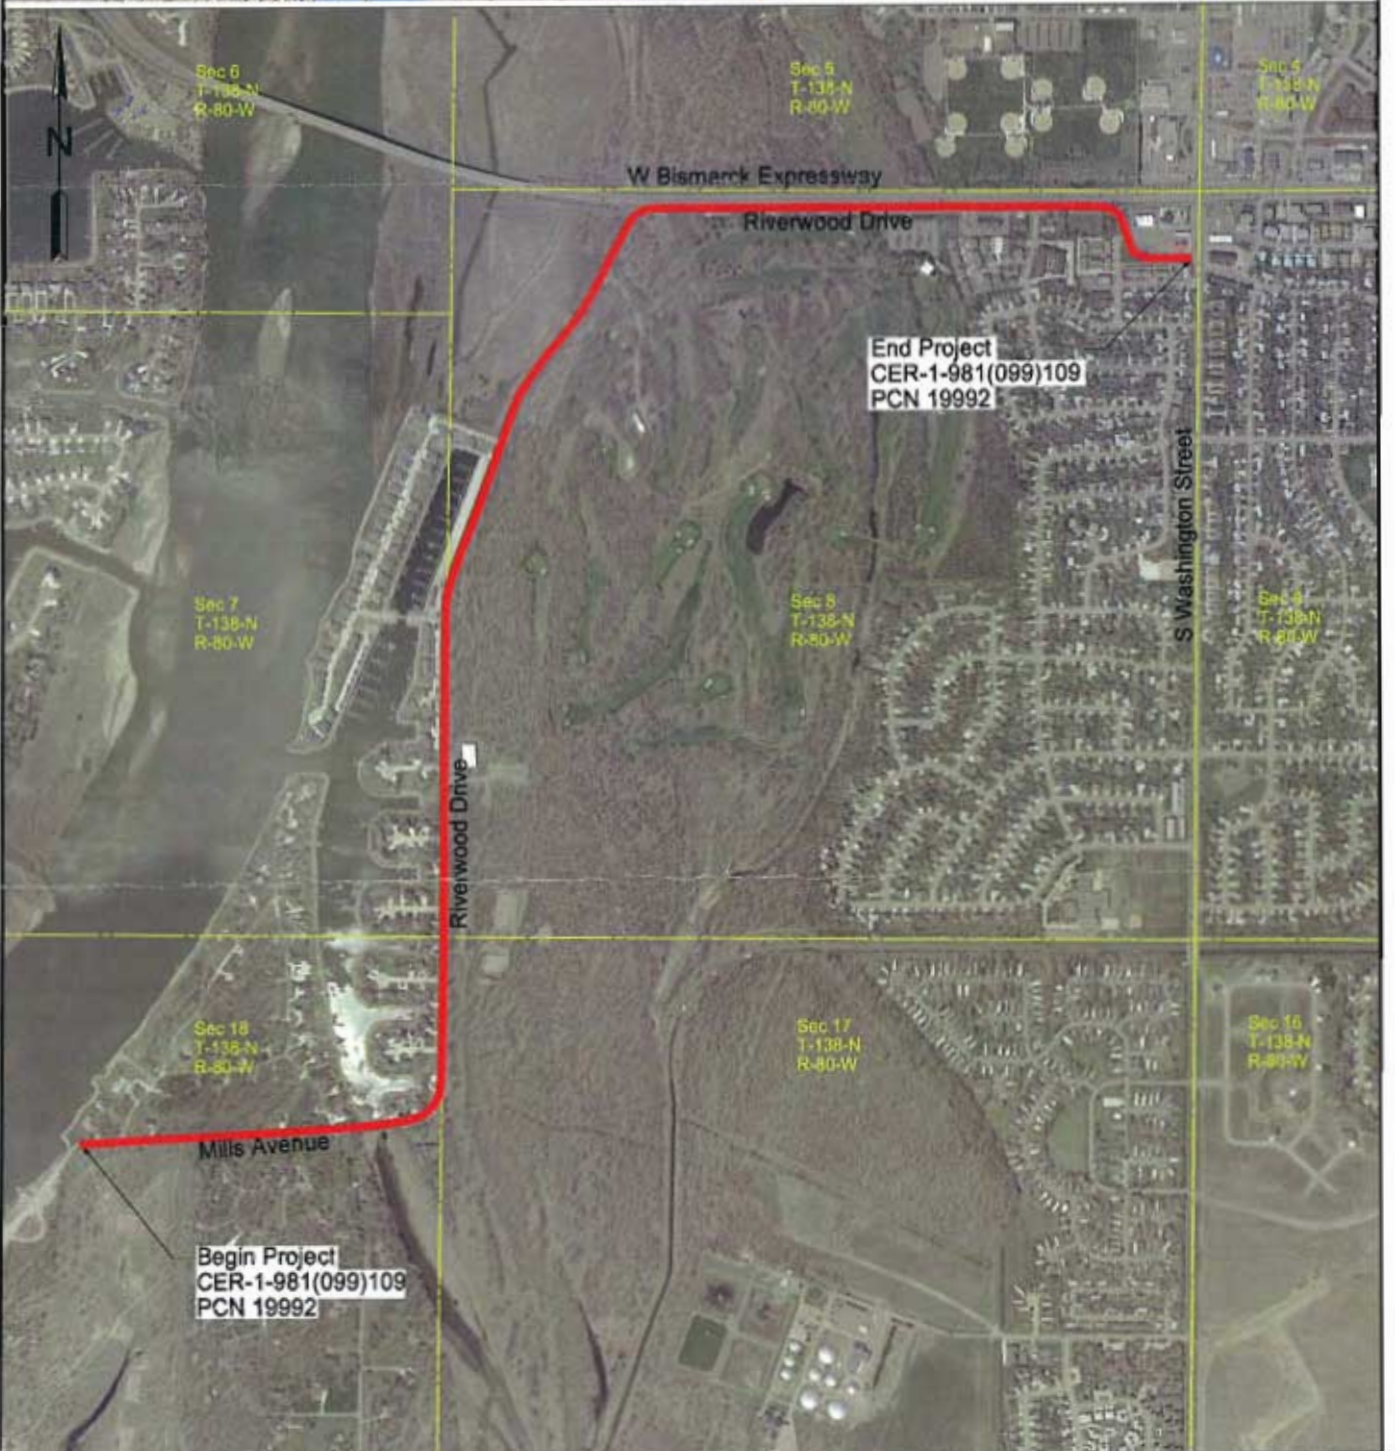 Sec 6
T-138-N
R-80-W
Sec 5
T-138-N
R-80-W
Sec 4
T-138-N
R-80-W
N
W Bismarck Expressway
Riverwood Drive
End Project
CER-1-981(099)109
PCN 19992
S Washington Street
Sec 7
T-138-N
R-80-W
Sec 8
T-138-N
R-80-W
Sec 9
T-138-N
R-80-W
Riverwood Drive
Sec 18
T-138-N
R-80-W
Sec 17
T-138-N
R-80-W
Sec 16
T-138-N
R-80-W
Mills Avenue
Begin Project
CER-1-981(099)109
PCN 19992